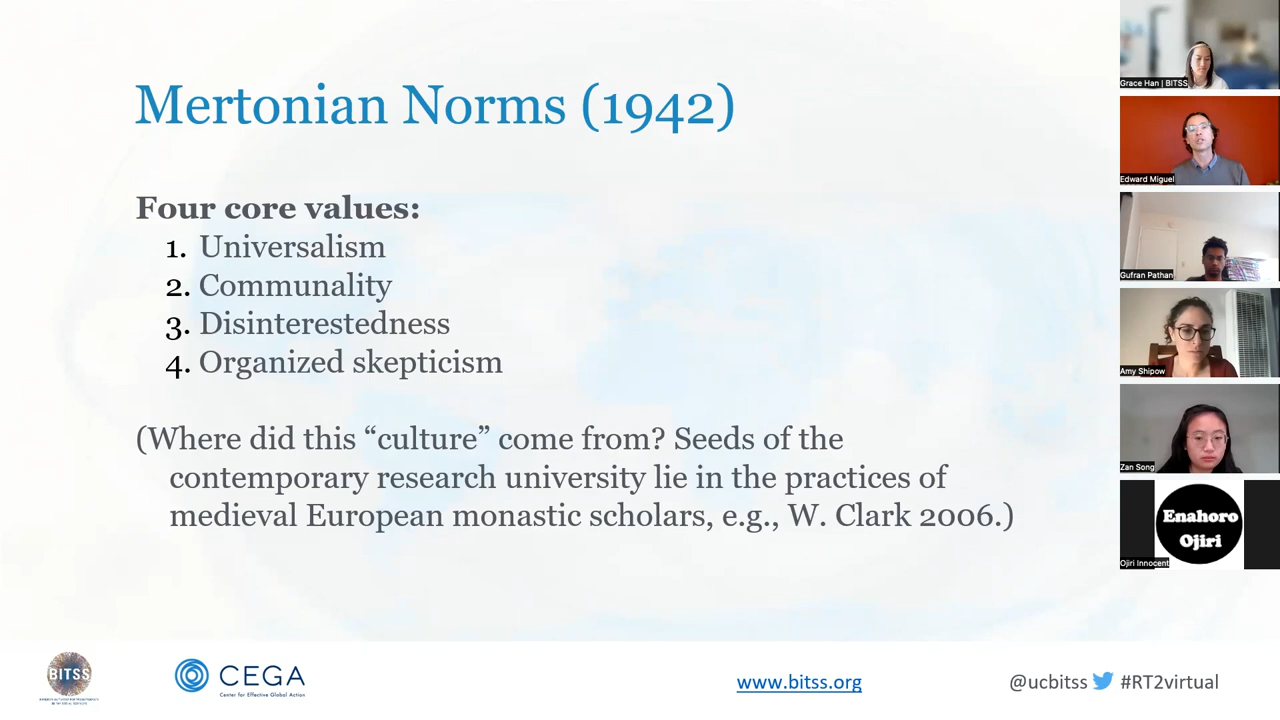 Mertonian Norms (1942)
Four core values:
1. Universalism
2. Communality
3. Disinterestedness
4. Organized skepticism
(Where did this “culture” come from? Seeds of the
contemporary research university lie in the practices of
medieval European monastic scholars, e.g., W. Clark 2006.)
Grace Han | BITSS
Edward Miguel
Gufran Pathan
Amy Shipow
Zan Song
Enahoro
Ojiri
Ojiri Innocent
BITSS
CEGA
Center for Effective Global Action
www.bitss.org
@ucbitss #RT2virtual